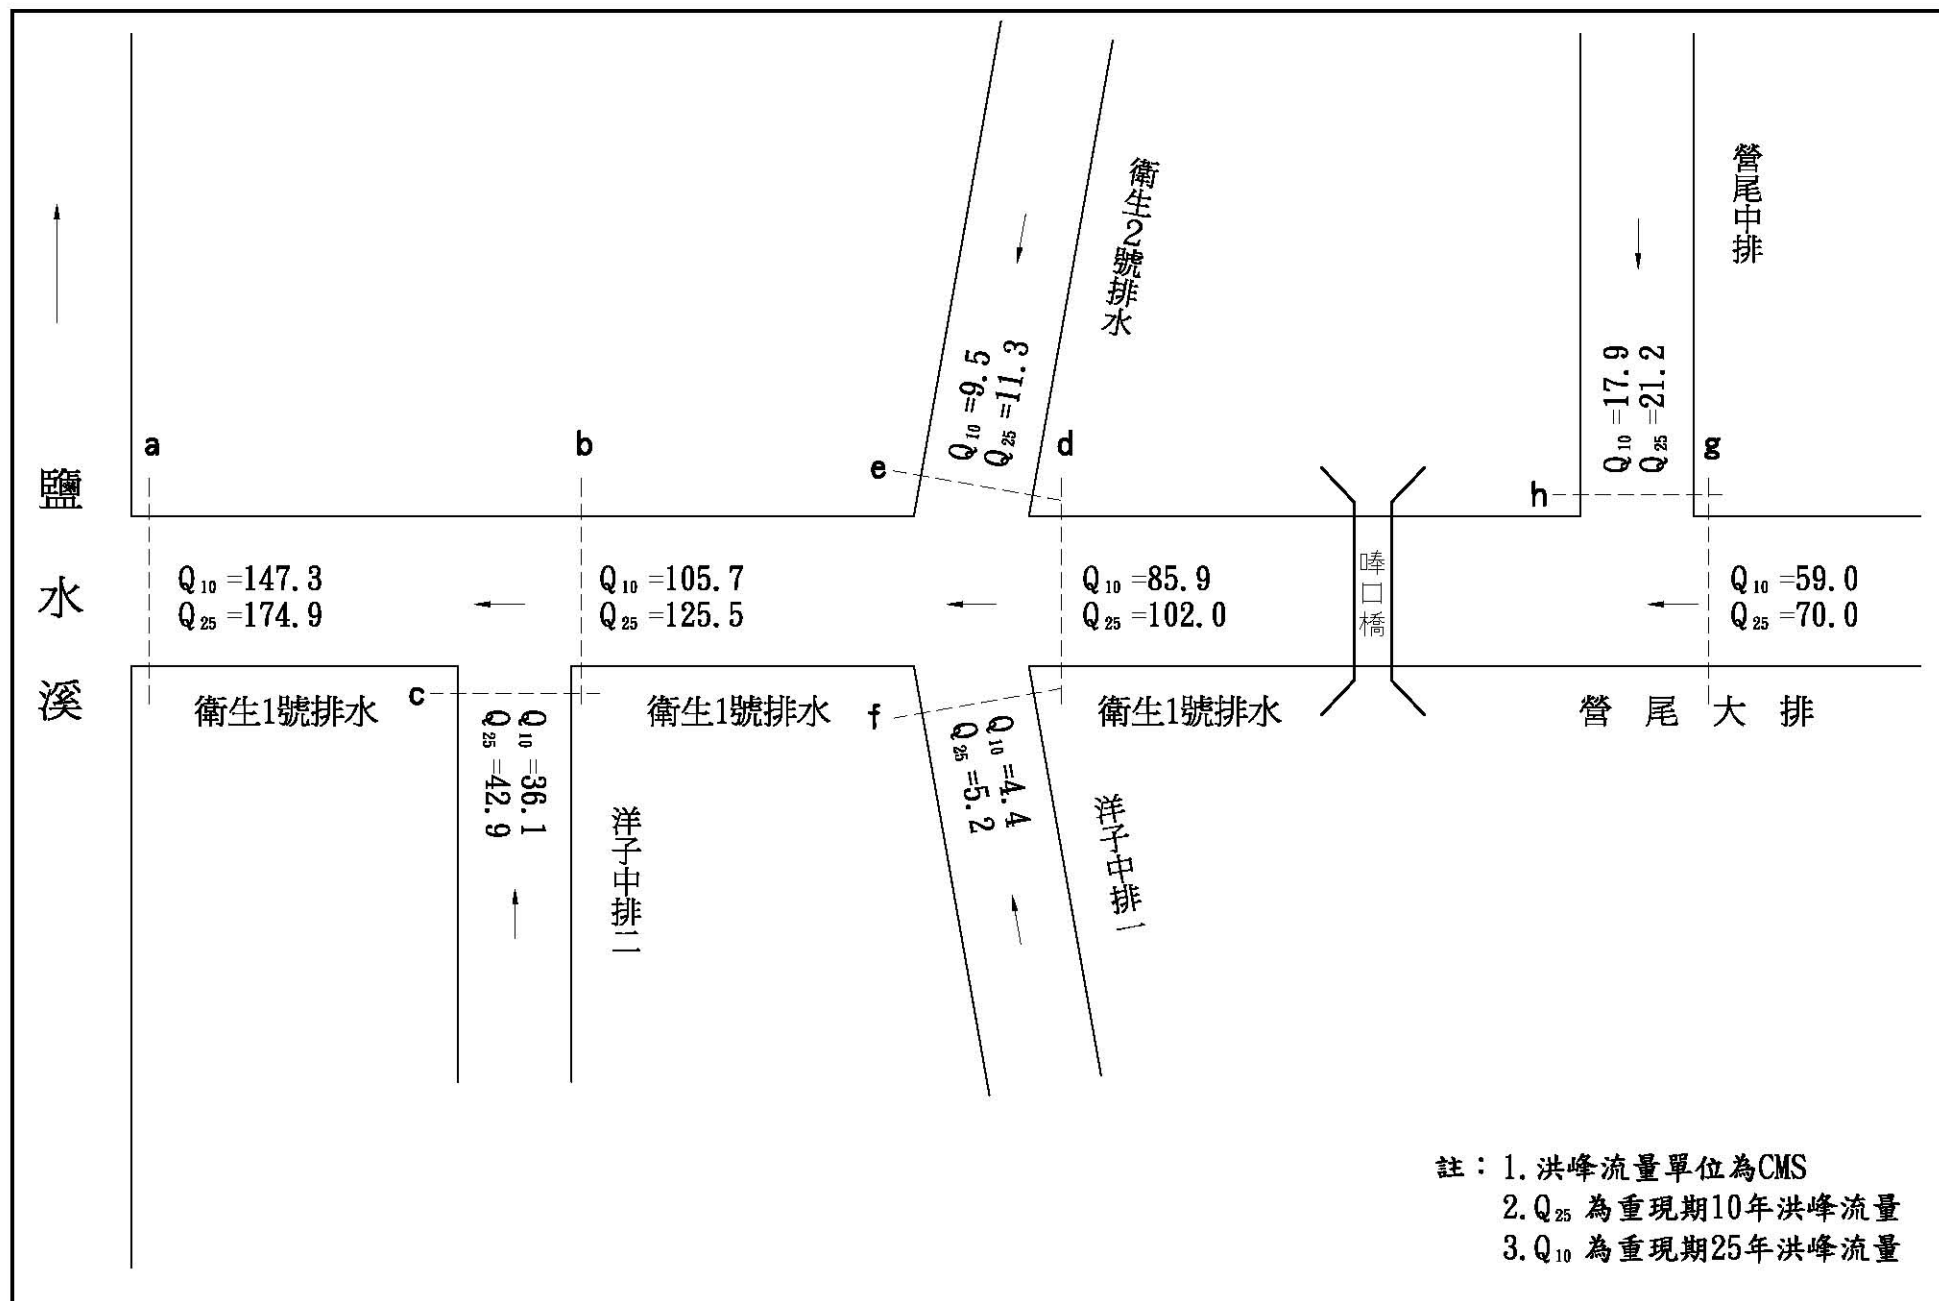 衛生2號排水
營尾中排
Q10 =9.5
Q25 =11.3
Q10 =17.9
Q25 =21.2
a
b
e
d
h
g
鹽水溪
Q10 =147.3
Q25 =174.9
Q10 =105.7
Q25 =125.5
Q10 =85.9
Q25 =102.0
唪口橋
Q10 =59.0
Q25 =70.0
c
f
衛生1號排水
衛生1號排水
衛生1號排水
營尾大排
Q10 =36.1
Q25 =42.9
洋子中排二
Q10 =4.4
Q25 =5.2
洋子中排一
註：1.洪峰流量單位為CMS
2.Q25 為重現期10年洪峰流量
3.Q10 為重現期25年洪峰流量